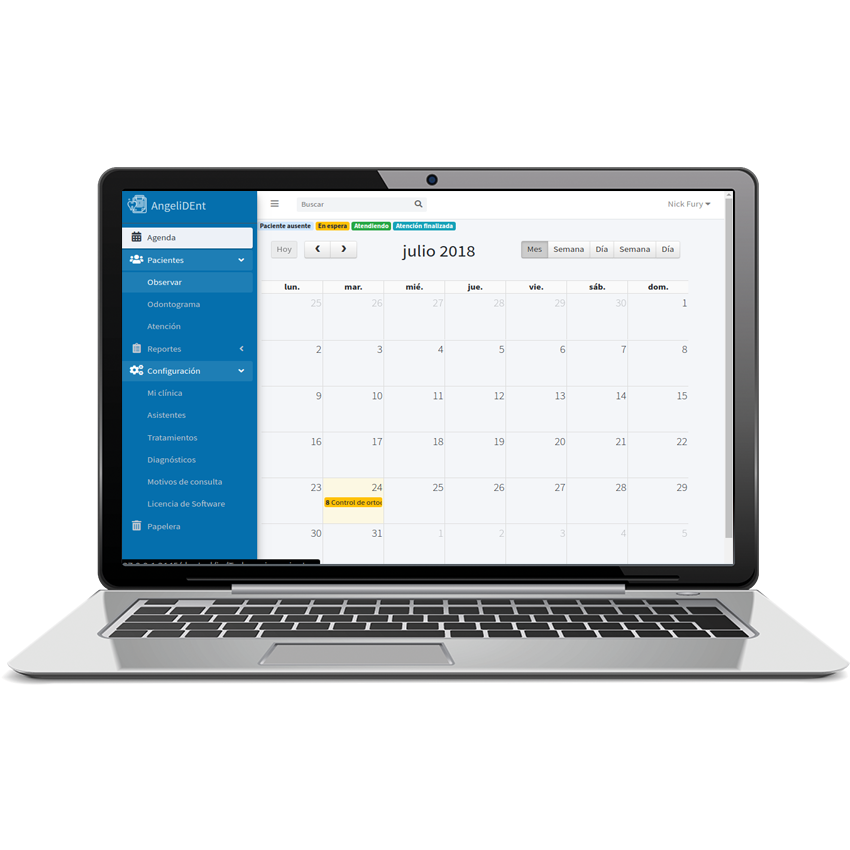 AngeliDEnt
Buscar
Nick Fury
Agenda
Pacientes
Observar
Odontograma
Atención
Reportes
Configuración
Mi clínica
Asistentes
Tratamientos
Diagnósticos
Motivos de consulta
Licencia de Software
Papelera
Paciente ausente En espera Atendiendo Atención finalizada
Hoy julio 2018 Mes Semana Día Semana Día
lun. mar. mié. jue. vie. sáb. dom.
25 26 27 28 29 30 1
2 3 4 5 6 7 8
9 10 11 12 13 14 15
16 17 18 19 20 21 22
23 24 25 26 27 28 29
8 Control de orto
30 31 1 2 3 4 5